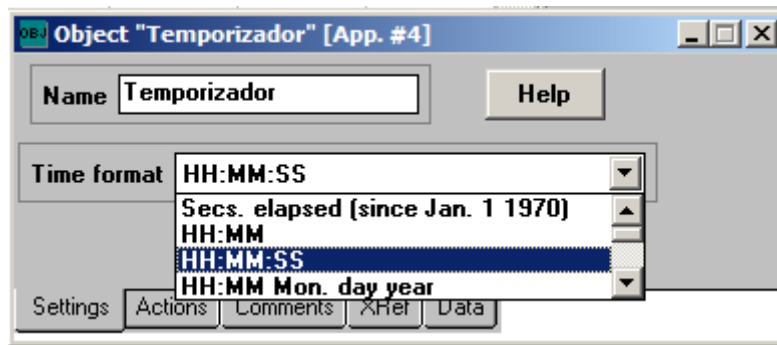 OBJ Object "Temporizador" [App. #4]
Name Temporizador Help
Time format HH:MM:SS
Secs. elapsed (since Jan. 1 1970)
HH:MM
HH:MM:SS
HH:MM Mon. day year
Settings Actions Comments XRef Data